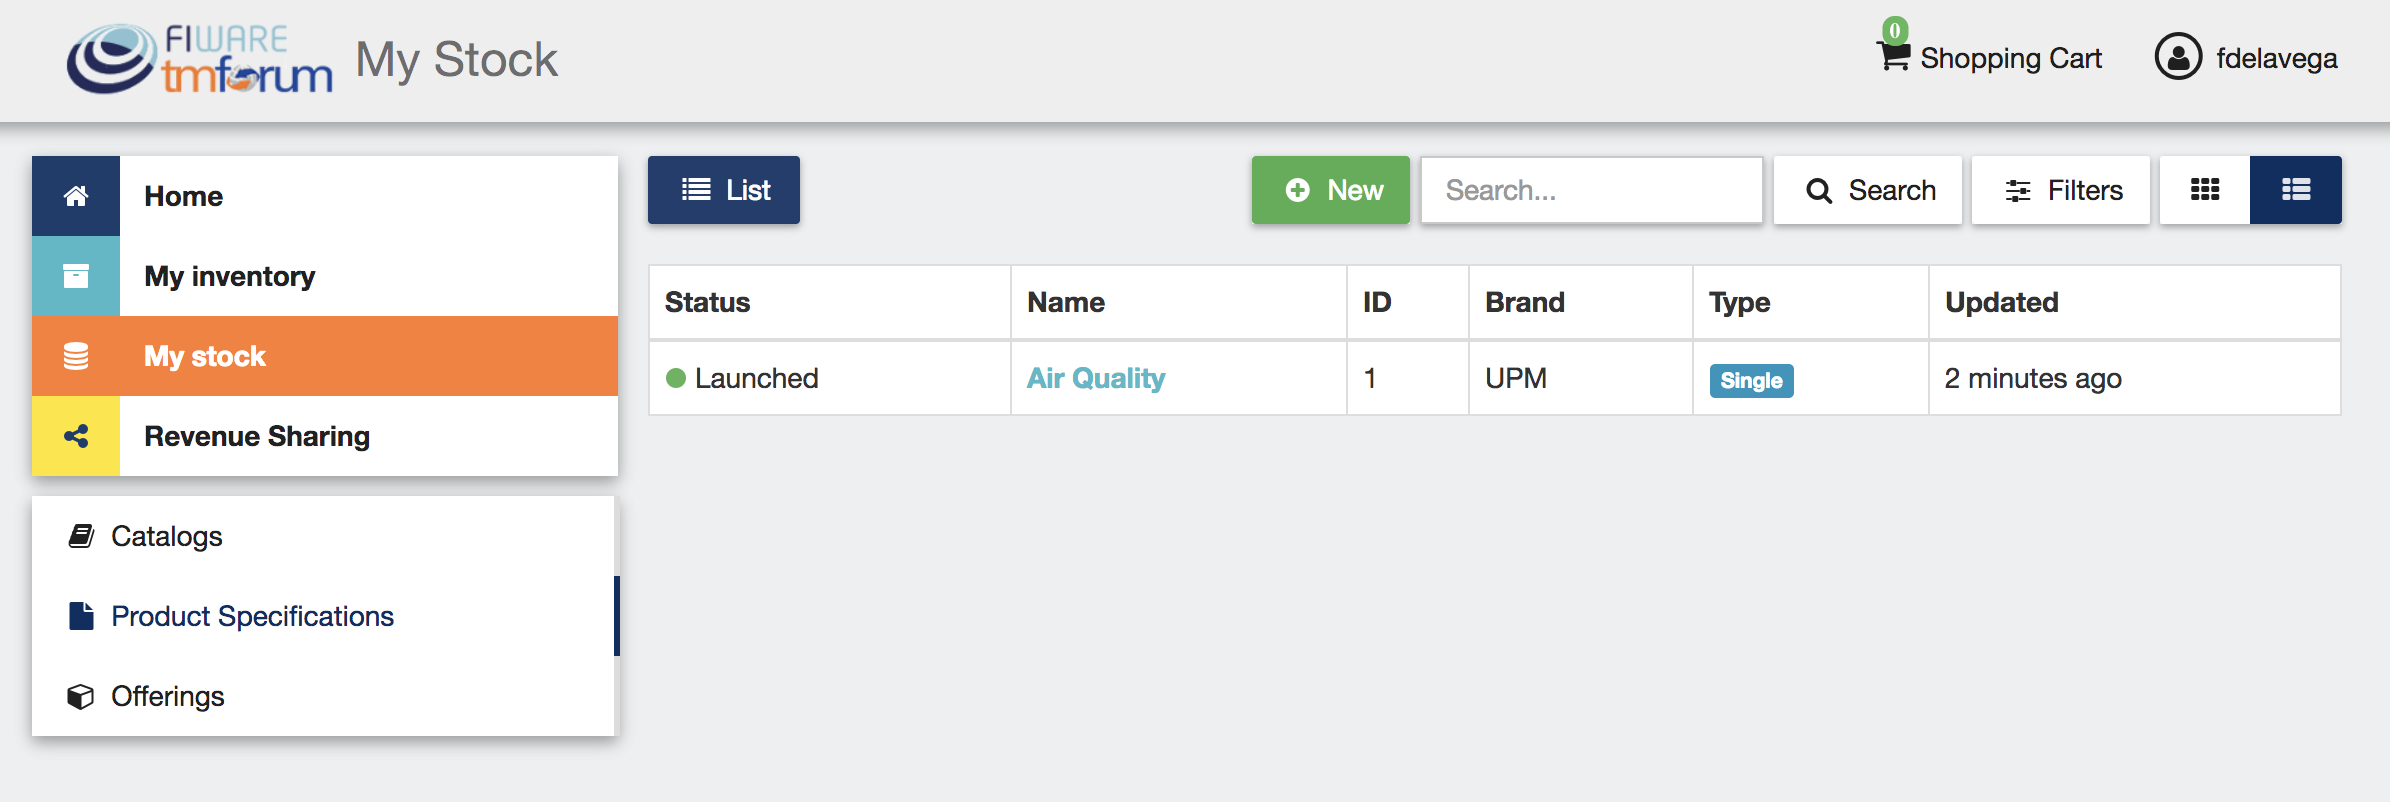 FIWARE
tmforum
My Stock
0
Shopping Cart
fdelavega
Home
My inventory
My stock
Revenue Sharing
Catalogs
Product Specifications
Offerings
List
New
Search...
Search
Filters
Status Name ID Brand Type Updated
Launched Air Quality 1 UPM Single 2 minutes ago